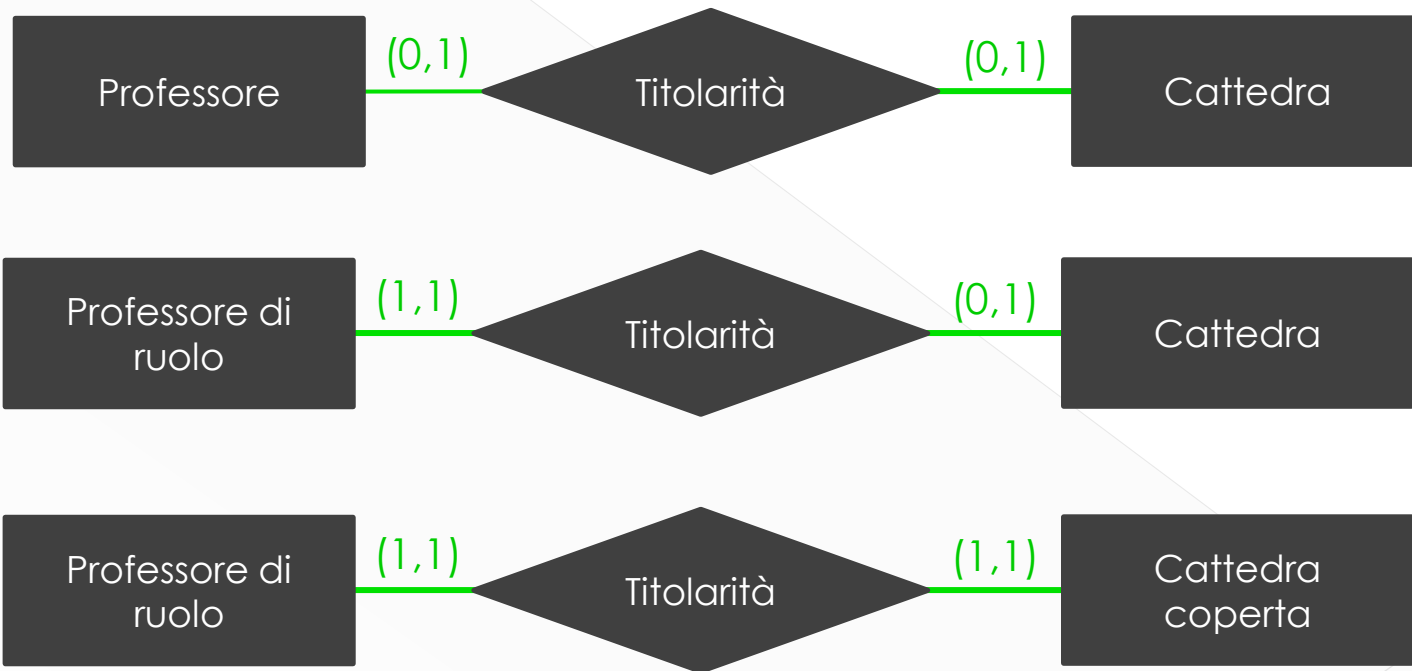 Professore
(0,1)
Titolarità
(0,1)
Cattedra
Professore di
ruolo
(1,1)
Titolarità
(0,1)
Cattedra
Professore di
ruolo
(1,1)
Titolarità
(1,1)
Cattedra
coperta